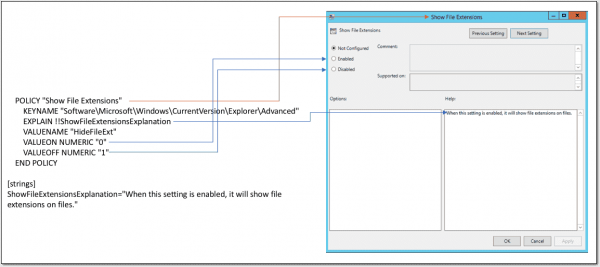 POLICY "Show File Extensions"
KEYNAME "Software\Microsoft\Windows\CurrentVersion\Explorer\Advanced"
EXPLAIN !!ShowFileExtensionsExplanation
VALUENAME "HideFileExt"
VALUEON NUMERIC "0"
VALUEOFF NUMERIC "1"
END POLICY
[strings]
ShowFileExtensionsExplanation="When this setting is enabled, it will show file
extensions on files."
Show File Extensions
Show File Extensions
Previous Setting
Next Setting
Not Configured
Comment:
Enabled
Disabled
Supported on:
Options:
Help:
When this setting is enabled, it will show file extensions on files.
OK
Cancel
Apply